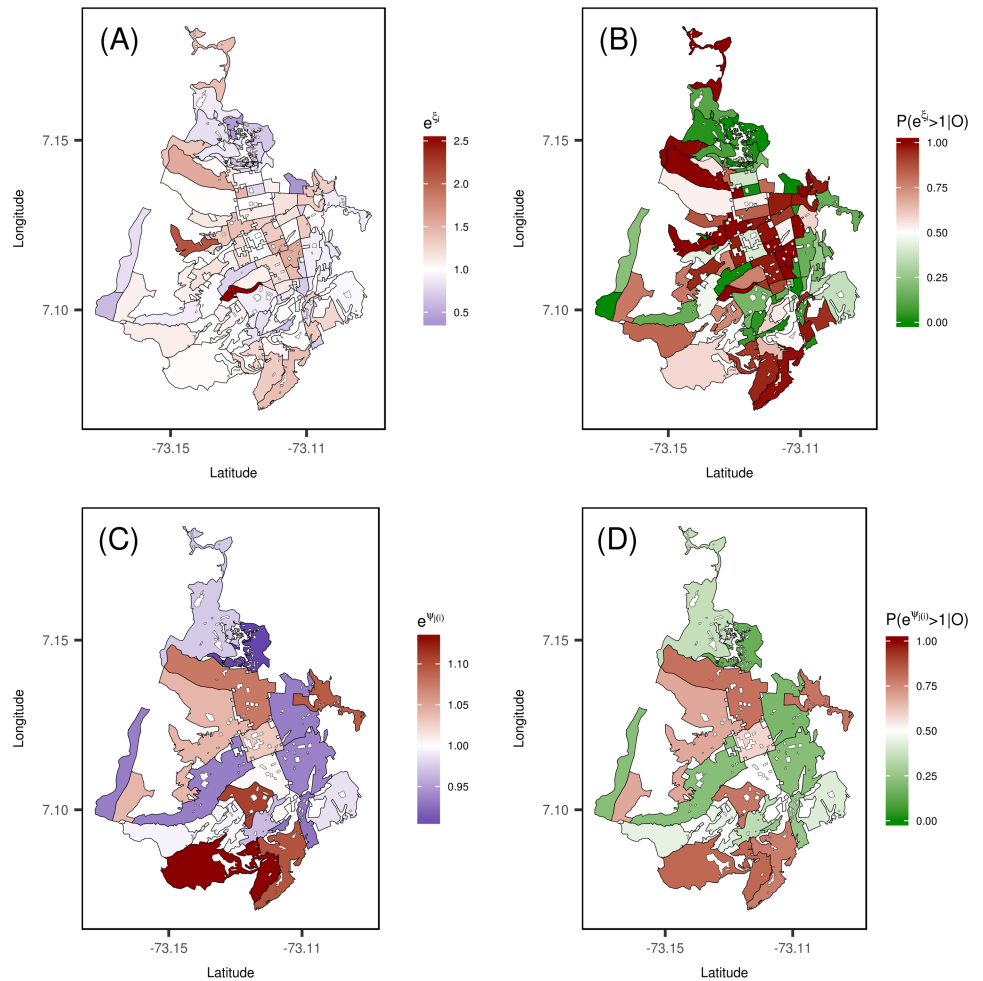 (A)
e^ξi
2.5
2.0
1.5
1.0
0.5
7.15
7.10
-73.15
-73.11
Longitude
Latitude
(B)
P(e^ξi>1|O)
1.00
0.75
0.50
0.25
0.00
7.15
7.10
-73.15
-73.11
Longitude
Latitude
(C)
e^ψj(i)
1.10
1.05
1.00
0.95
7.15
7.10
-73.15
-73.11
Longitude
Latitude
(D)
P(e^ψj(i)>1|O)
1.00
0.75
0.50
0.25
0.00
7.15
7.10
-73.15
-73.11
Longitude
Latitude